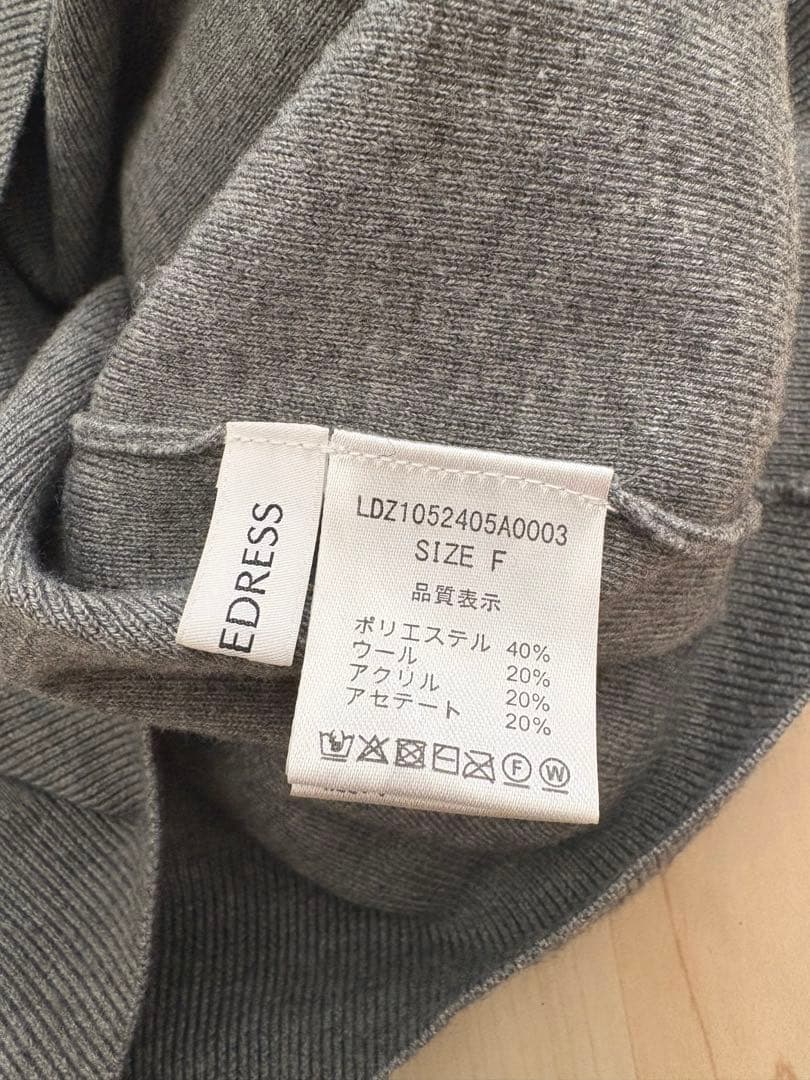 EDRESS
LDZ1052405A0003
SIZE F
品質表示
ポリエステル 40%
ウール 20%
アクリル 20%
アセテート 20%
F W